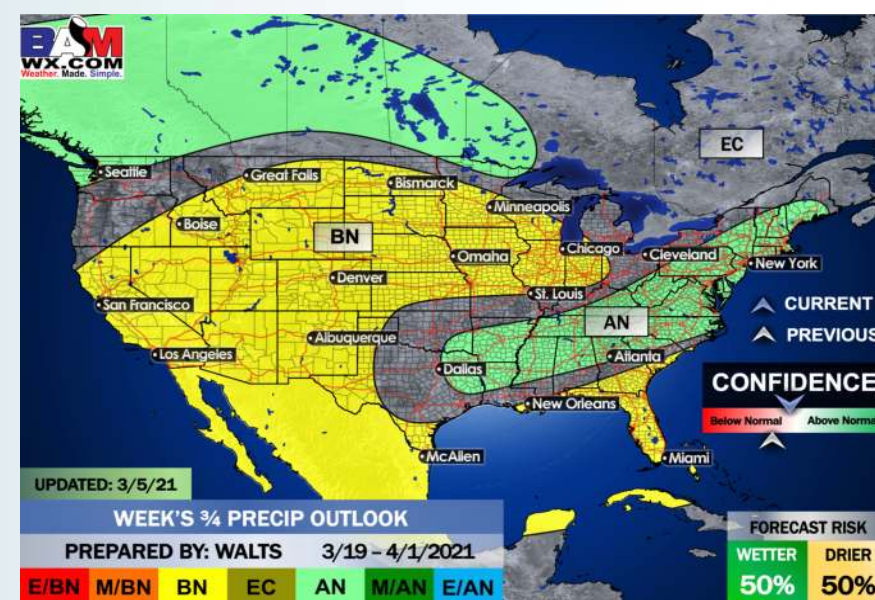 BAM
WX.COM
Weather. Made. Simple.
EC
Seattle
Great Falls
Bismarck
Minneapolis
Boise
BN
Omaha
Chicago
Cleveland
New York
Denver
St. Louis
San Francisco
AN
CURRENT
PREVIOUS
Albuquerque
Los Angeles
Dallas
Atlanta
CONFIDENCE
Below Normal Above Norma
New Orleans
McAllen
Miami
UPDATED: 3/5/21
WEEK'S ¾ PRECIP OUTLOOK
PREPARED BY: WALTS 3/19 – 4/1/2021
E/BN M/BN BN EC AN M/AN E/AN
FORECAST RISK
WETTER DRIER
50% 50%